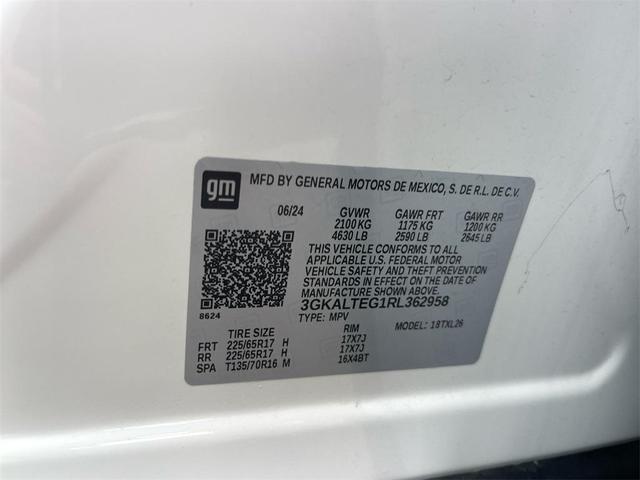 gm
MFD BY GENERAL MOTORS DE MEXICO, S. DE R.L. DE C.V.
06/24 GVWR GAWR FRT GAWR RR
2100 KG 1175 KG 1200 KG
4630 LB 2590 LB 2645 LB
THIS VEHICLE CONFORMS TO ALL
APPLICABLE U.S. FEDERAL MOTOR
VEHICLE SAFETY AND THEFT PREVENTION
STANDARDS IN EFFECT ON THE DATE OF
MANUFACTURE SHOWN ABOVE.
3GKALTEG1RL362958
8624
TYPE: MPV MODEL: 18TXL26
TIRE SIZE RIM
FRT 225/65R17 H 17X7J
RR 225/65R17 H 17X7J
SPA T135/70R16 M 16X4BT